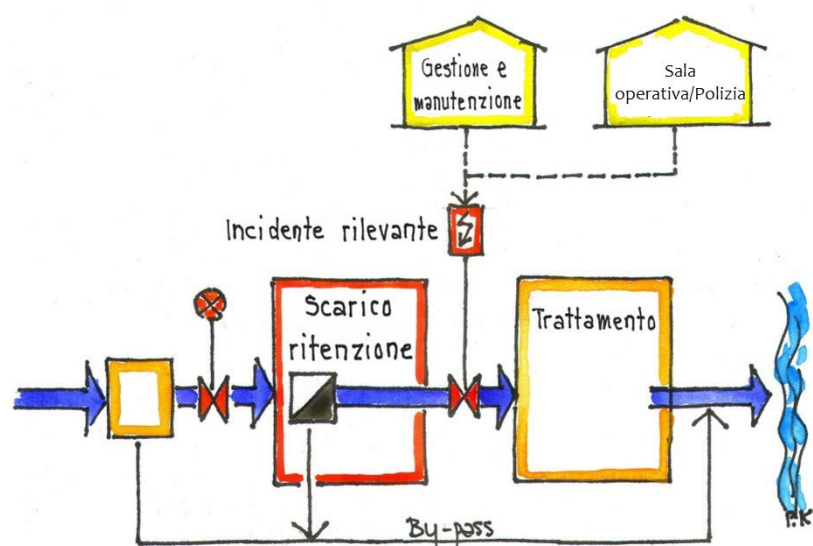 Gestione e
manutenzione
Sala
operativa/Polizia
Incidente rilevante
Scarico
ritenzione
Trattamento
By-pass
P.K